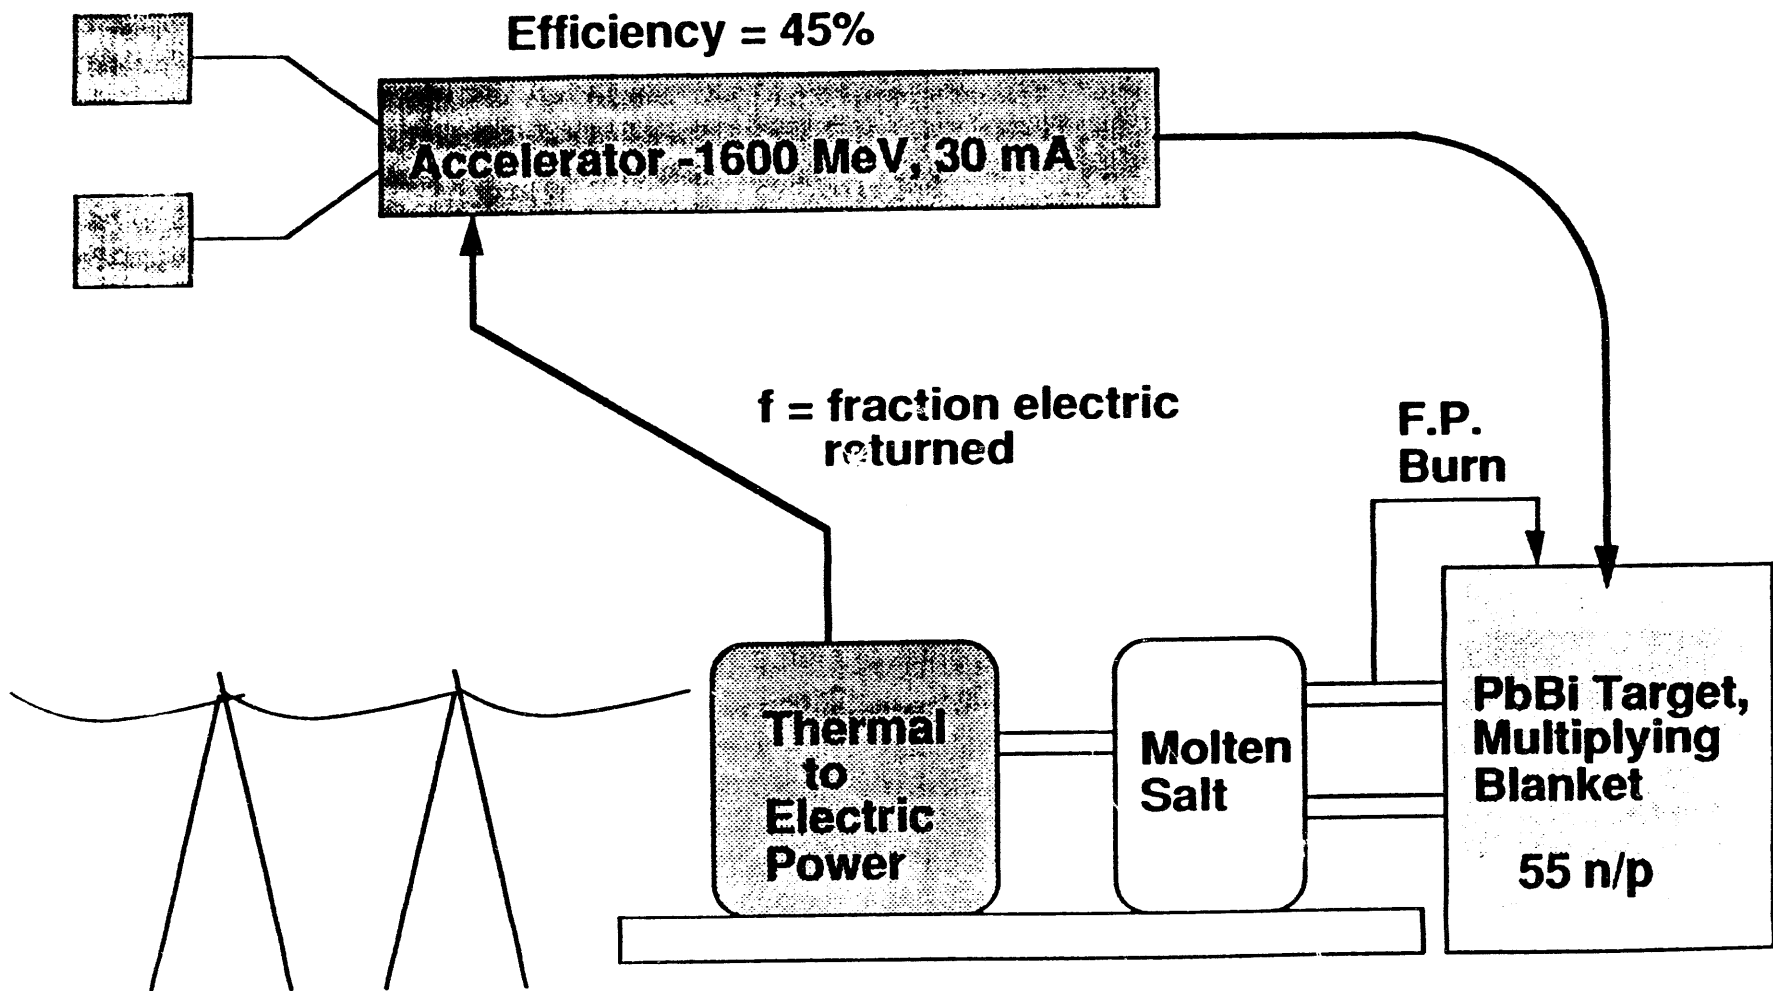 Efficiency = 45%
Accelerator -1600 MeV, 30 mA
f = fraction electric
returned
F.P.
Burn
Thermal
to
Electric
Power
Molten
Salt
PbBi Target,
Multiplying
Blanket
55 n/p